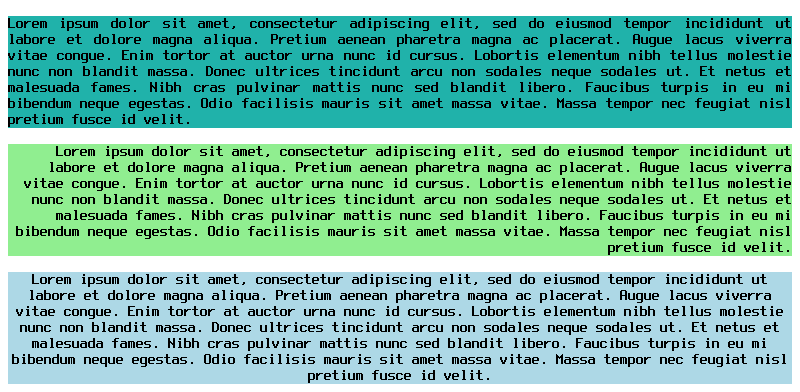 Lorem ipsum dolor sit amet, consectetur adipiscing elit, sed do eiusmod tempor incididunt ut
labore et dolore magna aliqua. Pretium aenean pharetra magna ac placerat. Augue lacus viverra
vitae congue. Enim tortor at auctor urna nunc id cursus. Lobortis elementum nibh tellus molestie
nunc non blandit massa. Donec ultrices tincidunt arcu non sodales neque sodales ut. Et netus et
malesuada fames. Nibh cras pulvinar mattis nunc sed blandit libero. Faucibus turpis in eu mi
bibendum neque egestas. Odio facilisis mauris sit amet massa vitae. Massa tempor nec feugiat nisl
pretium fusce id velit.
Lorem ipsum dolor sit amet, consectetur adipiscing elit, sed do eiusmod tempor incididunt ut
labore et dolore magna aliqua. Pretium aenean pharetra magna ac placerat. Augue lacus viverra
vitae congue. Enim tortor at auctor urna nunc id cursus. Lobortis elementum nibh tellus molestie
nunc non blandit massa. Donec ultrices tincidunt arcu non sodales neque sodales ut. Et netus et
malesuada fames. Nibh cras pulvinar mattis nunc sed blandit libero. Faucibus turpis in eu mi
bibendum neque egestas. Odio facilisis mauris sit amet massa vitae. Massa tempor nec feugiat nisl
pretium fusce id velit.
Lorem ipsum dolor sit amet, consectetur adipiscing elit, sed do eiusmod tempor incididunt ut
labore et dolore magna aliqua. Pretium aenean pharetra magna ac placerat. Augue lacus viverra
vitae congue. Enim tortor at auctor urna nunc id cursus. Lobortis elementum nibh tellus molestie
nunc non blandit massa. Donec ultrices tincidunt arcu non sodales neque sodales ut. Et netus et
malesuada fames. Nibh cras pulvinar mattis nunc sed blandit libero. Faucibus turpis in eu mi
bibendum neque egestas. Odio facilisis mauris sit amet massa vitae. Massa tempor nec feugiat nisl
pretium fusce id velit.